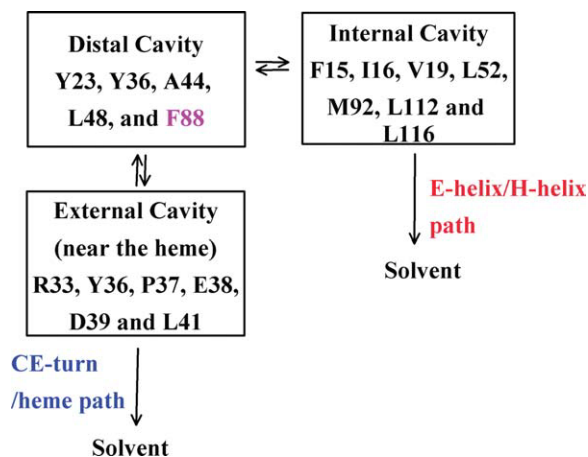 Distal Cavity
Y23, Y36, A44,
L48, and F88
Internal Cavity
F15, I16, V19, L52,
M92, L112 and
L116
E-helix/H-helix
path
Solvent
External Cavity
(near the heme)
R33, Y36, P37, E38,
D39 and L41
CE-turn
/heme path
Solvent